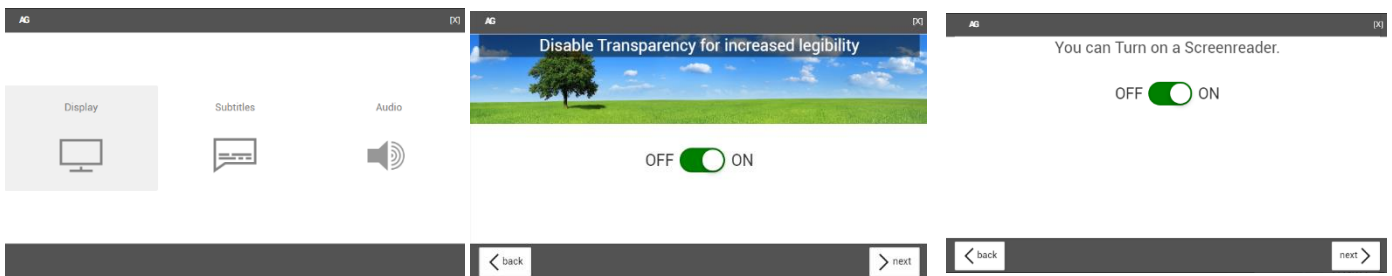 AG [X]
Display Subtitles Audio
AG [X]
Disable Transparency for increased legibility
OFF ON
back next
AG [X]
You can Turn on a Screenreader.
OFF ON
back next